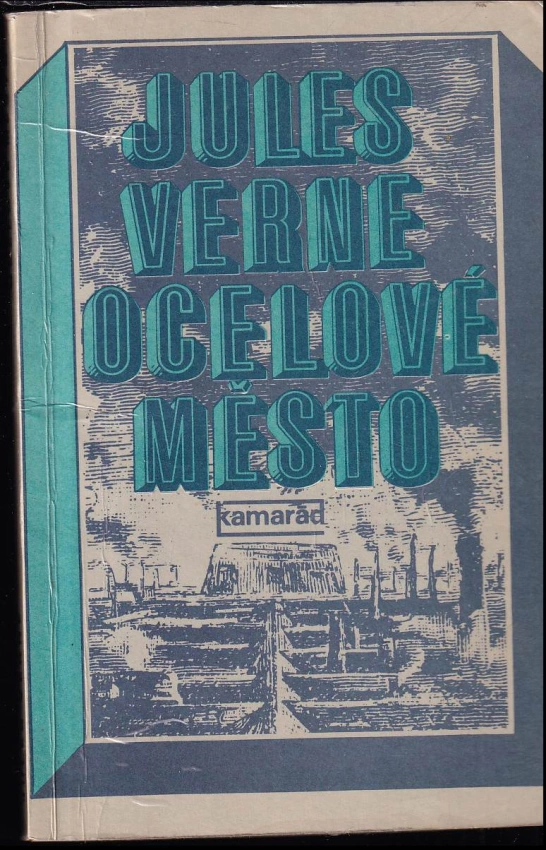 JULES
VERNE
OCELOVÉ
MĚSTO
kamarád